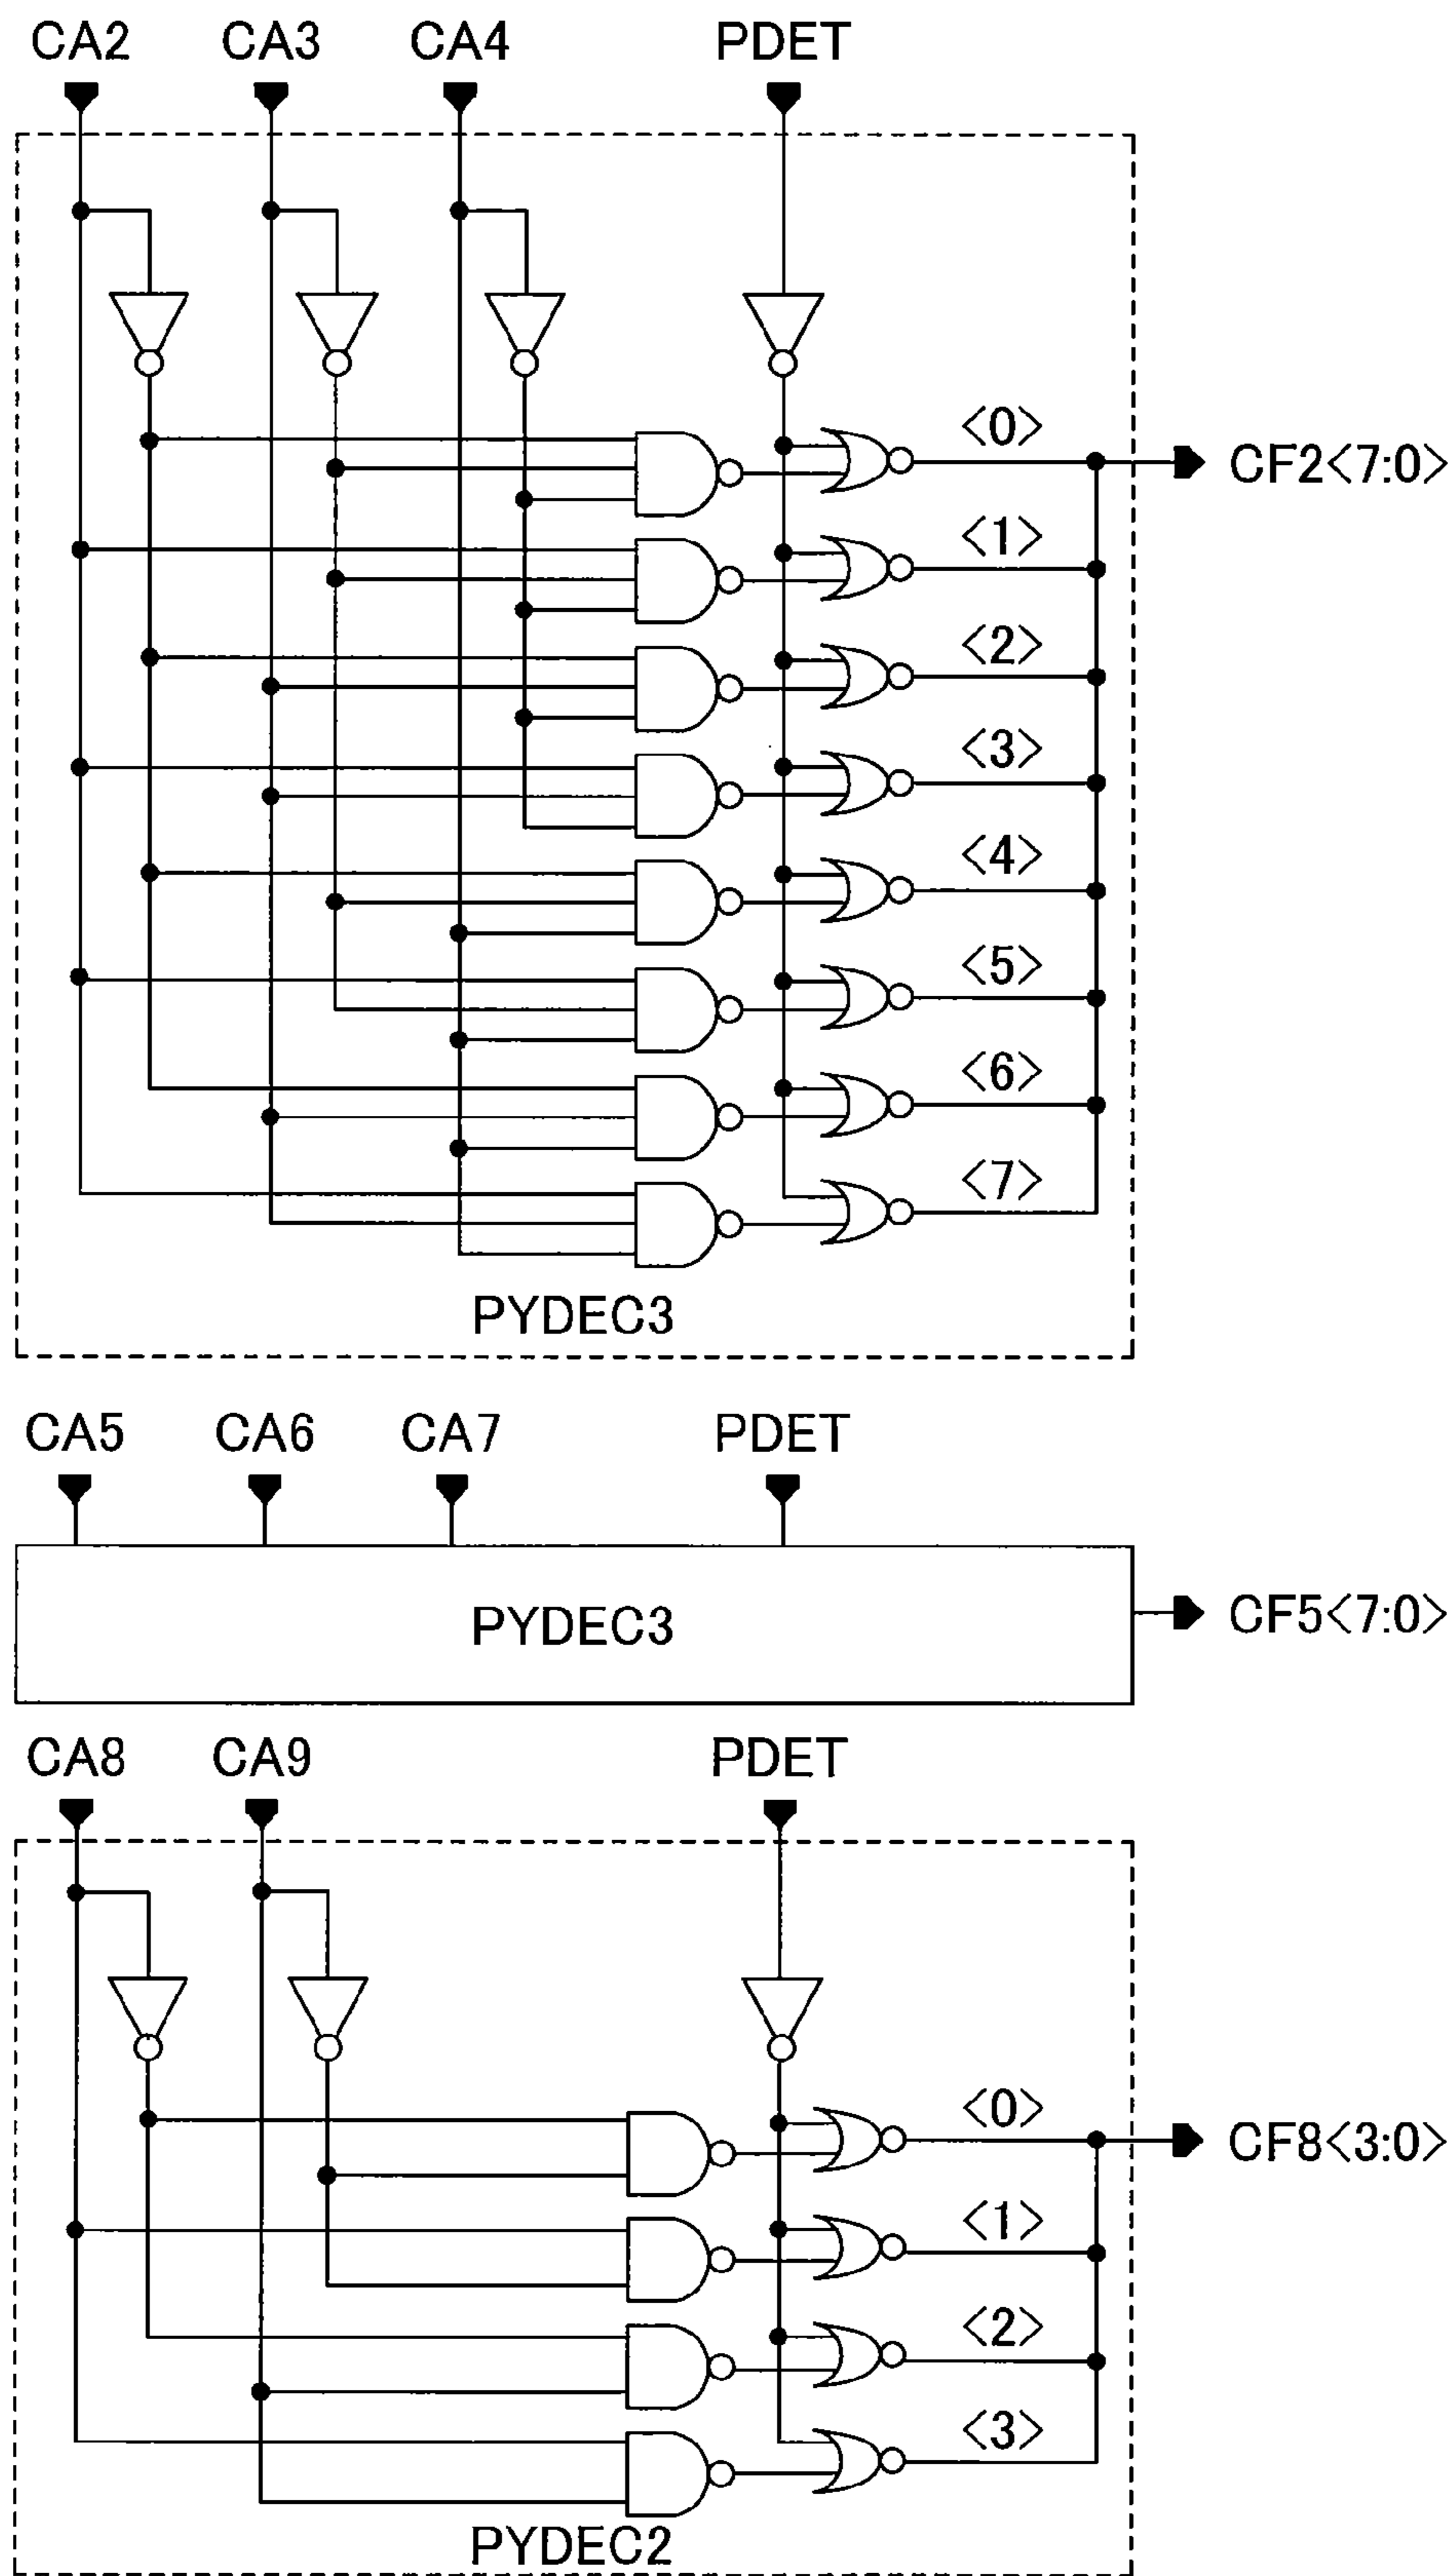 CA2 CA3 CA4 PDET
<0>
CF2<7:0>
<1>
<2>
<3>
<4>
<5>
<6>
<7>
PYDEC3
CA5 CA6 CA7 PDET
PYDEC3
CF5<7:0>
CA8 CA9 PDET
<0>
CF8<3:0>
<1>
<2>
<3>
PYDEC2